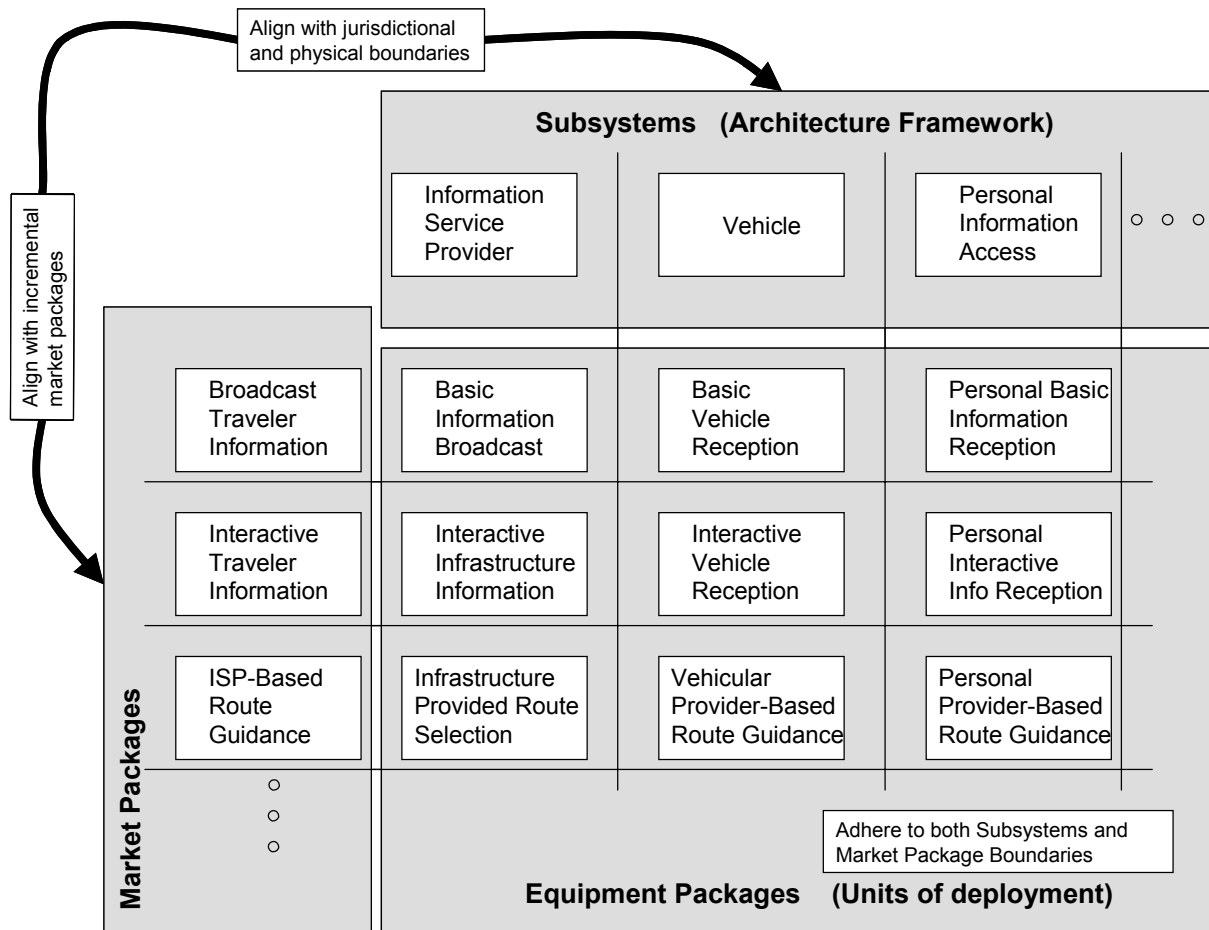 Align with jurisdictional
and physical boundaries
Subsystems (Architecture Framework)
Information
Service
Provider
Vehicle
Personal
Information
Access
Align with incremental
market packages
Broadcast
Traveler
Information
Basic
Information
Broadcast
Basic
Vehicle
Reception
Personal Basic
Information
Reception
Interactive
Traveler
Information
Interactive
Infrastructure
Information
Interactive
Vehicle
Reception
Personal
Interactive
Info Reception
ISP-Based
Route
Guidance
Infrastructure
Provided Route
Selection
Vehicular
Provider-Based
Route Guidance
Personal
Provider-Based
Route Guidance
Market Packages
Adhere to both Subsystems and
Market Package Boundaries
Equipment Packages (Units of deployment)